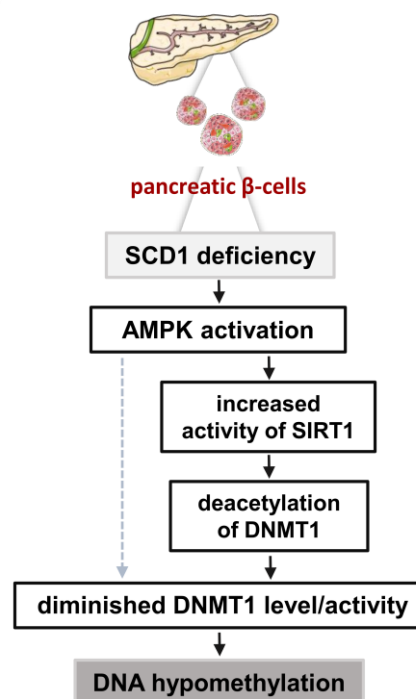 pancreatic β-cells
SCD1 deficiency
AMPK activation
increased
activity of SIRT1
deacetylation
of DNMT1
diminished DNMT1 level/activity
DNA hypomethylation